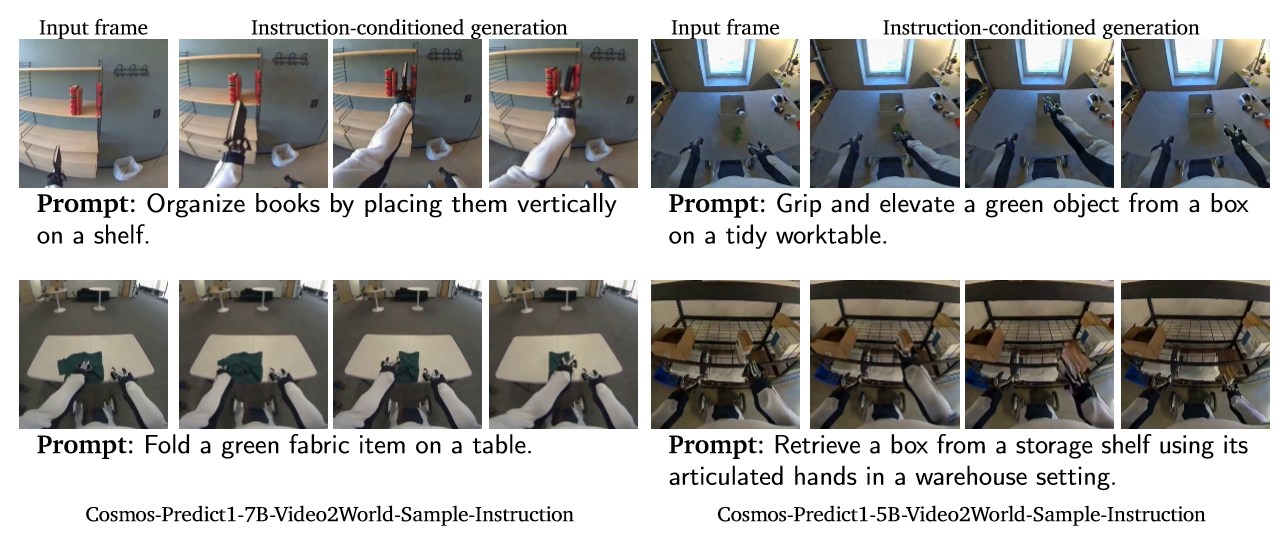 Input frame
Instruction-conditioned generation
Input frame
Instruction-conditioned generation
Prompt: Organize books by placing them vertically
on a shelf.
Prompt: Grip and elevate a green object from a box
on a tidy worktable.
Prompt: Fold a green fabric item on a table.
Prompt: Retrieve a box from a storage shelf using its
articulated hands in a warehouse setting.
Cosmos-Predict1-7B-Video2World-Sample-Instruction
Cosmos-Predict1-5B-Video2World-Sample-Instruction